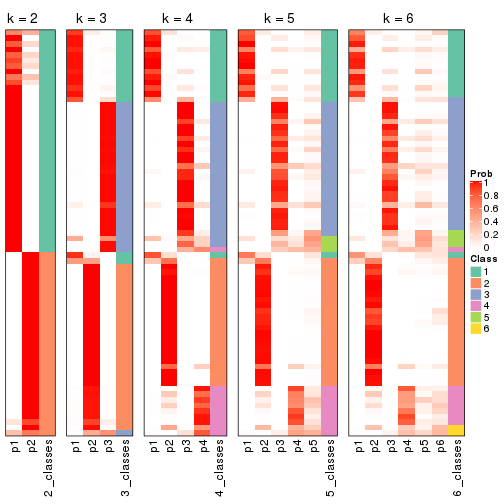 k = 2
k = 3
k = 4
k = 5
k = 6
Prob
1
0.8
0.6
0.4
0.2
0
Class
1
2
3
4
5
6
p1
p2
2_classes
p1
p2
p3
3_classes
p1
p2
p3
p4
4_classes
p1
p2
p3
p4
p5
5_classes
p1
p2
p3
p4
p5
p6
6_classes